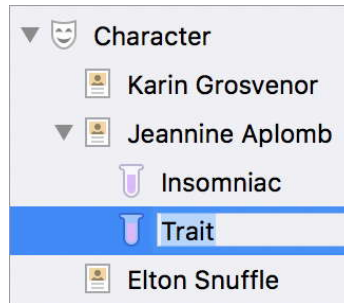 Character
Karin Grosvenor
Jeannine Aplomb
Insomniac
Trait
Elton Snuffle